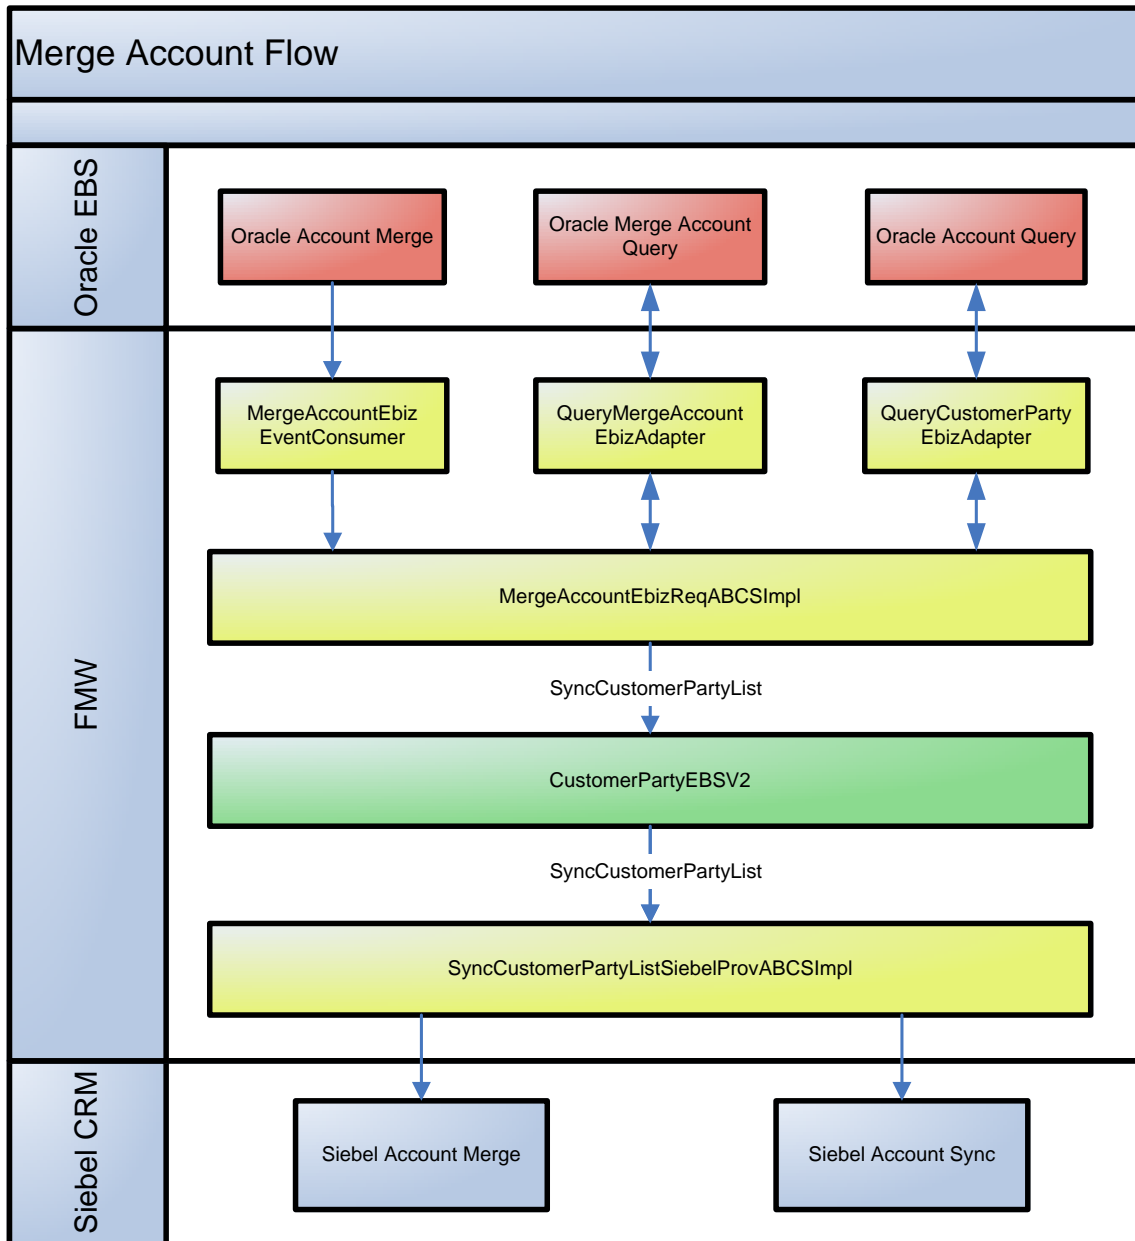 Merge Account Flow
Oracle EBS
Oracle Account Merge
Oracle Merge Account
Query
Oracle Account Query
FMW
MergeAccountEbiz
EventConsumer
QueryMergeAccount
EbizAdapter
QueryCustomerParty
EbizAdapter
MergeAccountEbizReqABCSImpl
SyncCustomerPartyList
CustomerPartyEBSV2
SyncCustomerPartyList
SyncCustomerPartyListSiebelProvABCSImpl
Siebel CRM
Siebel Account Merge
Siebel Account Sync